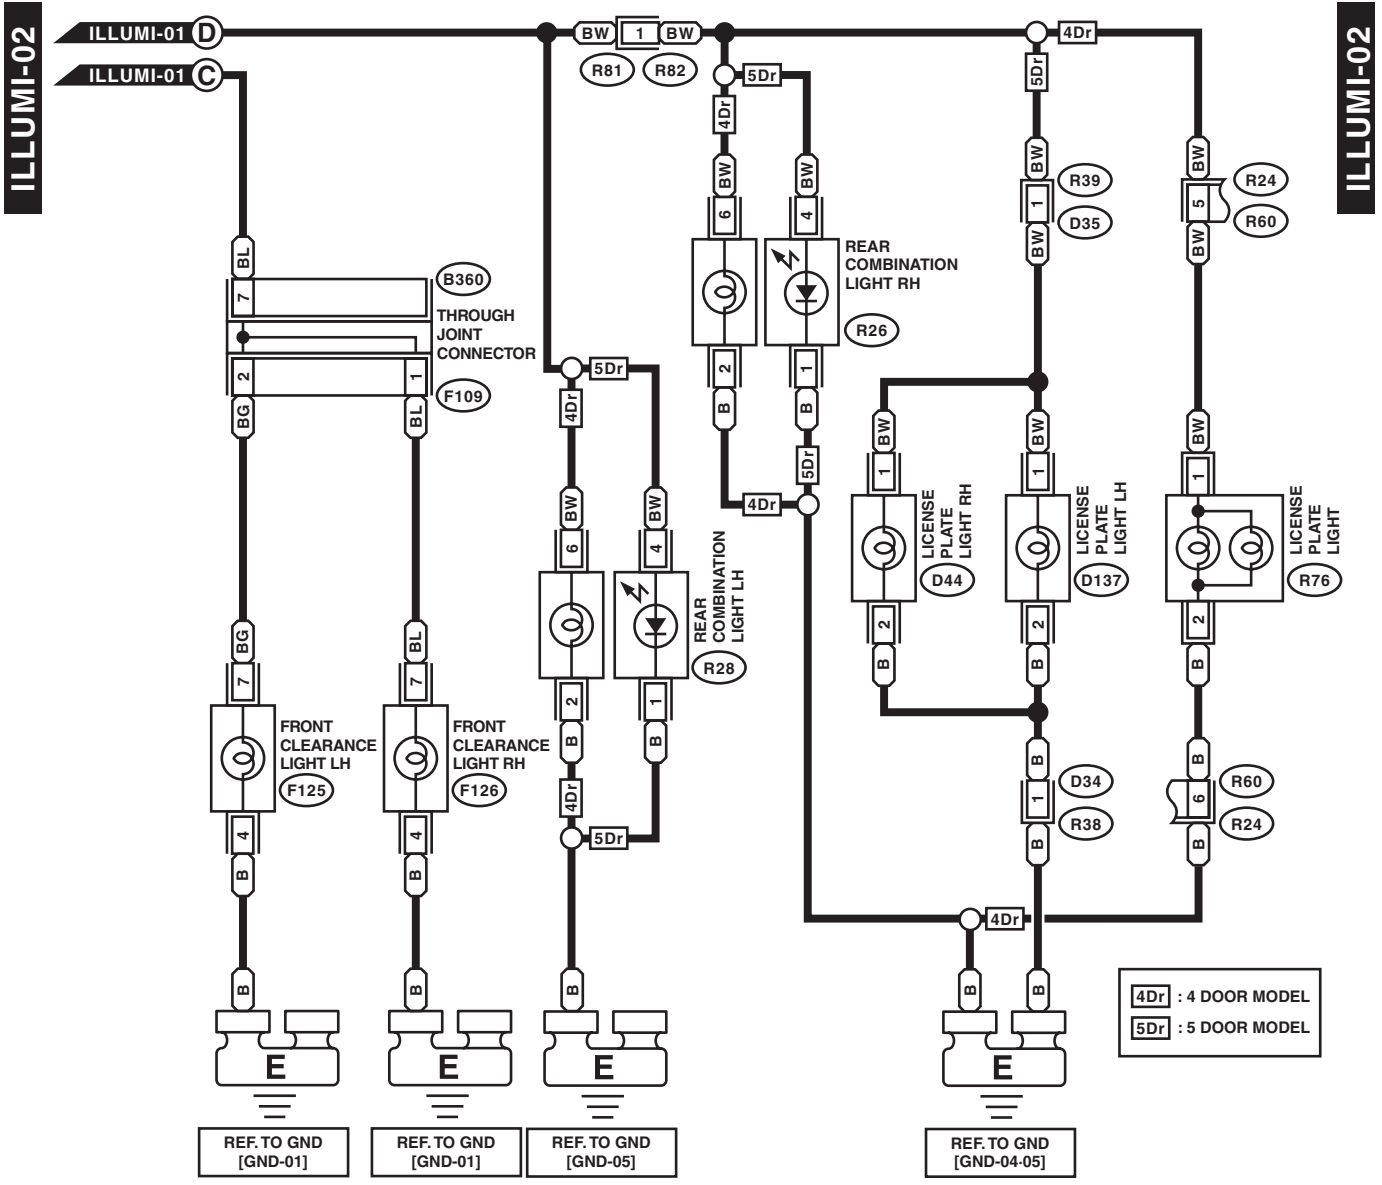 ILLUMI-02
ILLUMI-01 D
ILLUMI-01 C
ILLUMI-02
BW 1 BW
R81 R82
4Dr
5Dr
5Dr
4Dr
BW BW
6 4
REAR
COMBINATION
LIGHT RH
R26
2 1
B B
5Dr
4Dr
BW
1
BW
R39
D35
BW
5
BW
R24
R60
BL
7
B360
THROUGH
JOINT
CONNECTOR
2 1
F109
BG BL
5Dr
4Dr
BW BW
6 4
REAR
COMBINATION
LIGHT LH
R28
2 1
B B
4Dr
5Dr
BW BW BW
1 1 1
LICENSE
PLATE
LIGHT RH
D44
LICENSE
PLATE
LIGHT LH
D137
LICENSE
PLATE
LIGHT
R76
2 2 2
B B B
BG BL
7 7
FRONT
CLEARANCE
LIGHT LH
F125
FRONT
CLEARANCE
LIGHT RH
F126
4 4
B B
B
1
B
D34
R38
B
6
B
R60
R24
4Dr
B B B B B
4Dr : 4 DOOR MODEL
5Dr : 5 DOOR MODEL
E E E E
REF. TO GND
[GND-01]
REF. TO GND
[GND-01]
REF. TO GND
[GND-05]
REF. TO GND
[GND-04·05]